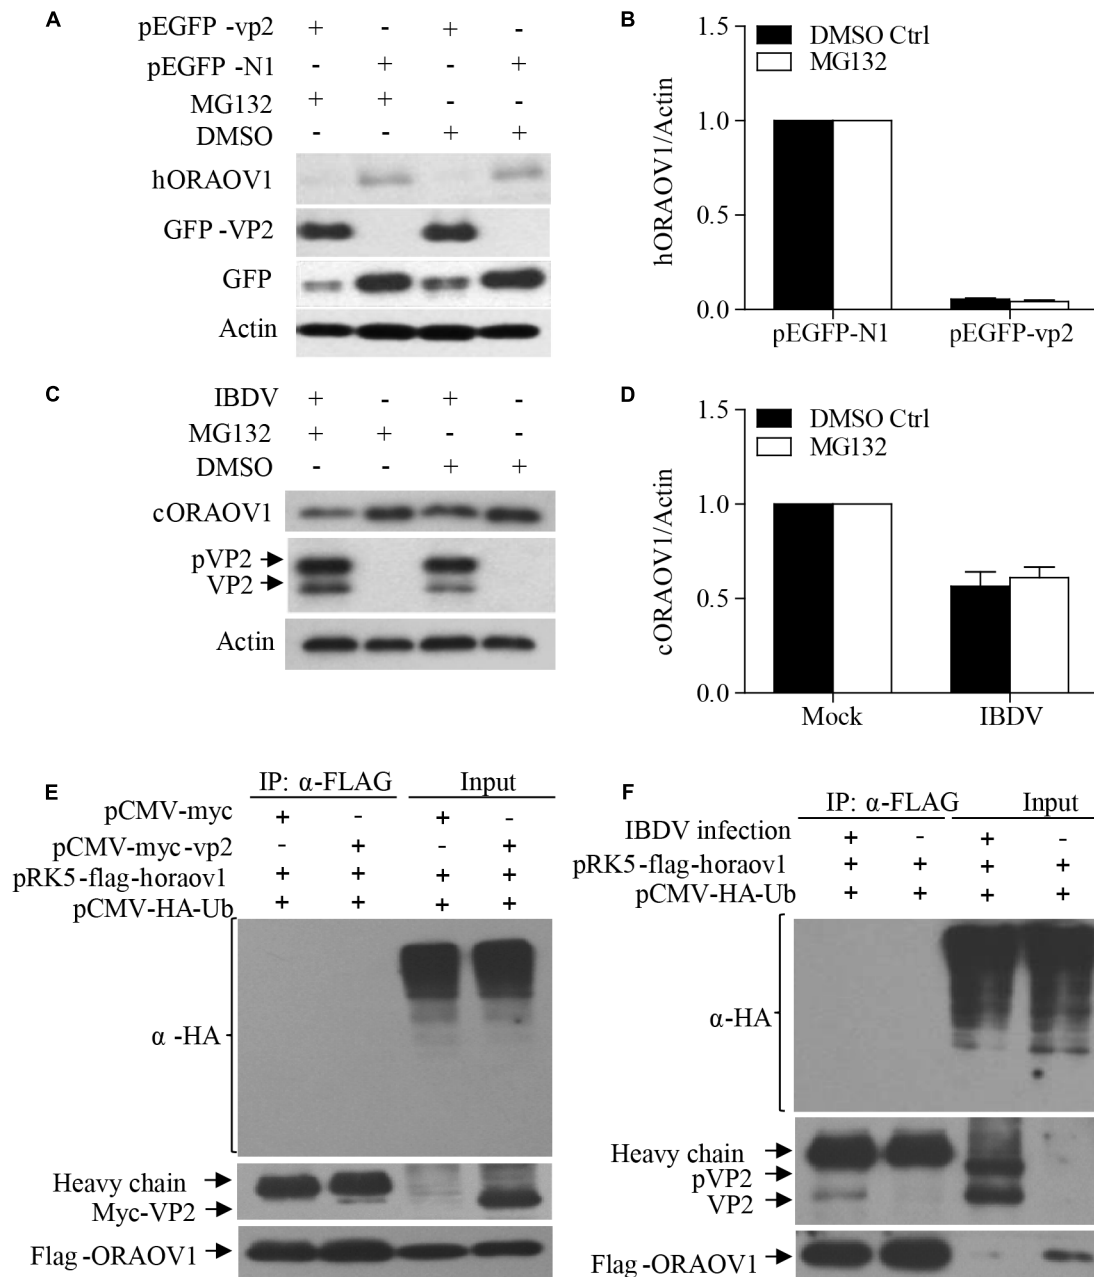 A
pEGFP -vp2 + - + -
pEGFP -N1 - + - +
MG132 + + - -
DMSO - - + +
hORAOV1
GFP -VP2
GFP
Actin
B
hORAOV1/Actin
1.5
1.0
0.5
0.0
DMSO Ctrl
MG132
pEGFP-N1 pEGFP-vp2
C
IBDV + - + -
MG132 + + - -
DMSO - - + +
cORAOV1
pVP2
VP2
Actin
D
cORAOV1/Actin
1.5
1.0
0.5
0.0
DMSO Ctrl
MG132
Mock IBDV
E
IP: α-FLAG Input
pCMV-myc + - + -
pCMV-myc-vp2 - + - +
pRK5-flag-horaov1 + + + +
pCMV-HA-Ub + + + +
α -HA
Heavy chain
Myc-VP2
Flag-ORAOV1
F
IP: α-FLAG Input
IBDV infection + - + -
pRK5-flag-horaov1 + + + +
pCMV-HA-Ub + + + +
α-HA
Heavy chain
pVP2
VP2
Flag-ORAOV1